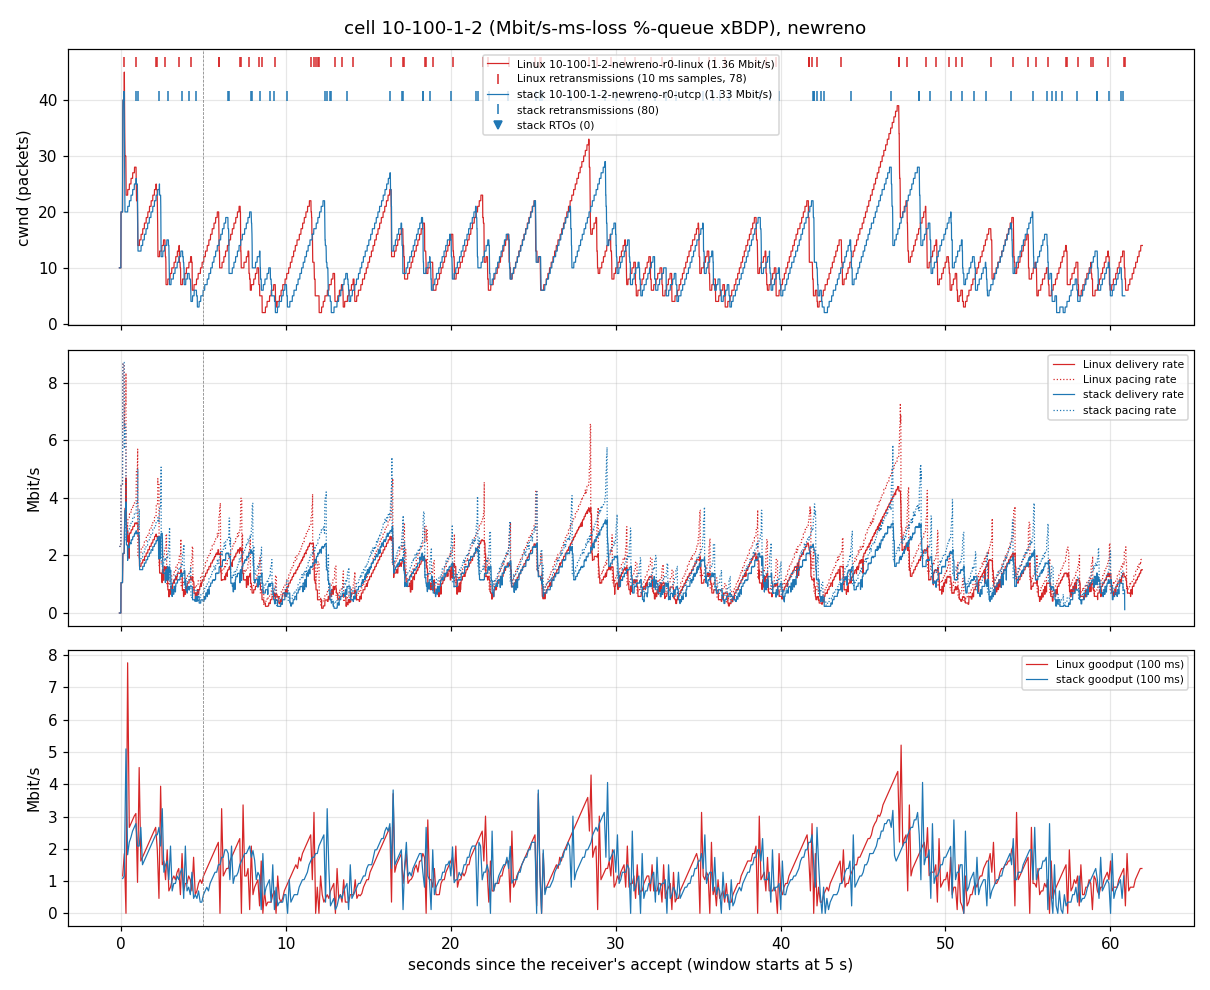 cell 10-100-1-2 (Mbit/s-ms-loss %-queue xBDP), newreno
cwnd (packets)
40
30
20
10
0
Linux 10-100-1-2-newreno-r0-linux (1.36 Mbit/s)
Linux retransmissions (10 ms samples, 78)
stack 10-100-1-2-newreno-r0-utcp (1.33 Mbit/s)
stack retransmissions (80)
stack RTOs (0)
Mbit/s
8
6
4
2
0
Linux delivery rate
Linux pacing rate
stack delivery rate
stack pacing rate
Mbit/s
8
7
6
5
4
3
2
1
0
Linux goodput (100 ms)
stack goodput (100 ms)
0 10 20 30 40 50 60
seconds since the receiver's accept (window starts at 5 s)